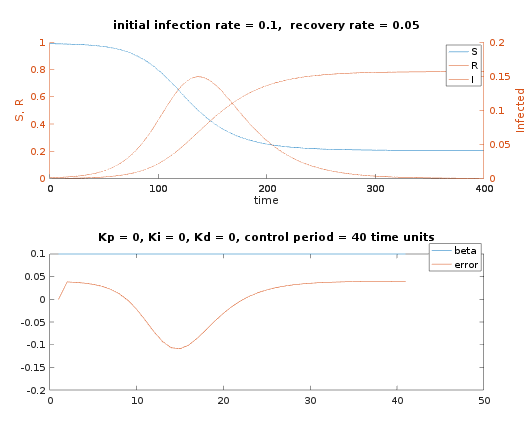 initial infection rate = 0.1,  recovery rate = 0.05
1
0.8
0.6
0.4
0.2
0
S, R
0.2
0.15
0.1
0.05
0
Infected
S
R
I
0
100
200
300
400
time
Kp = 0, Ki = 0, Kd = 0, control period = 40 time units
0.1
0.05
0
-0.05
-0.1
-0.15
-0.2
beta
error
0
10
20
30
40
50